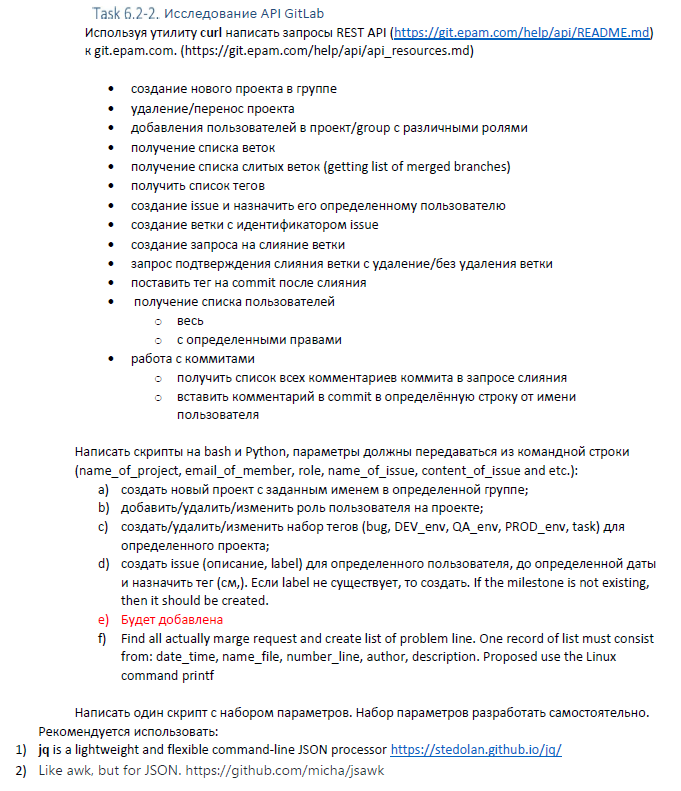 Task 6.2-2. Исследование API GitLab
Используя утилиту curl написать запросы REST API (https://git.epam.com/help/api/README.md)
к git.epam.com. (https://git.epam.com/help/api/api_resources.md)
• создание нового проекта в группе
• удаление/перенос проекта
• добавления пользователей в проект/group с различными ролями
• получение списка веток
• получение списка слитых веток (getting list of merged branches)
• получить список тегов
• создание issue и назначить его определенному пользователю
• создание ветки с идентификатором issue
• создание запроса на слияние ветки
• запрос подтверждения слияния ветки с удаление/без удаления ветки
• поставить тег на commit после слияния
• получение списка пользователей
o весь
o с определенными правами
• работа с коммитами
o получить список всех комментариев коммита в запросе слияния
o вставить комментарий в commit в определённую строку от имени
пользователя
Написать скрипты на bash и Python, параметры должны передаваться из командной строки
(name_of_project, email_of_member, role, name_of_issue, content_of_issue and etc.):
a) создать новый проект с заданным именем в определенной группе;
b) добавить/удалить/изменить роль пользователя на проекте;
c) создать/удалить/изменить набор тегов (bug, DEV_env, QA_env, PROD_env, task) для
определенного проекта;
d) создать issue (описание, label) для определенного пользователя, до определенной даты
и назначить тег (см,). Если label не существует, то создать. If the milestone is not existing,
then it should be created.
e) Будет добавлена
f) Find all actually marge request and create list of problem line. One record of list must consist
from: date_time, name_file, number_line, author, description. Proposed use the Linux
command printf
Написать один скрипт с набором параметров. Набор параметров разработать самостоятельно.
Рекомендуется использовать:
1) jq is a lightweight and flexible command-line JSON processor https://stedolan.github.io/jq/
2) Like awk, but for JSON. https://github.com/micha/jsawk